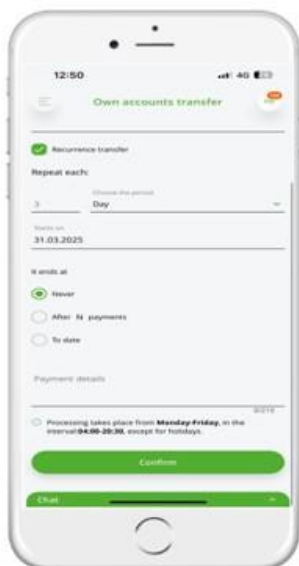 12:50
4G
Own accounts transfer
Recurrence transfer
Repeat each:
Choose the period
3 Day
Starts on
31.03.2025
It ends at
Never
After N payments
To date
Payment details
0/210
Processing takes place from Monday-Friday, in the
interval 04:00-20:30, except for holidays.
Confirm
Chat